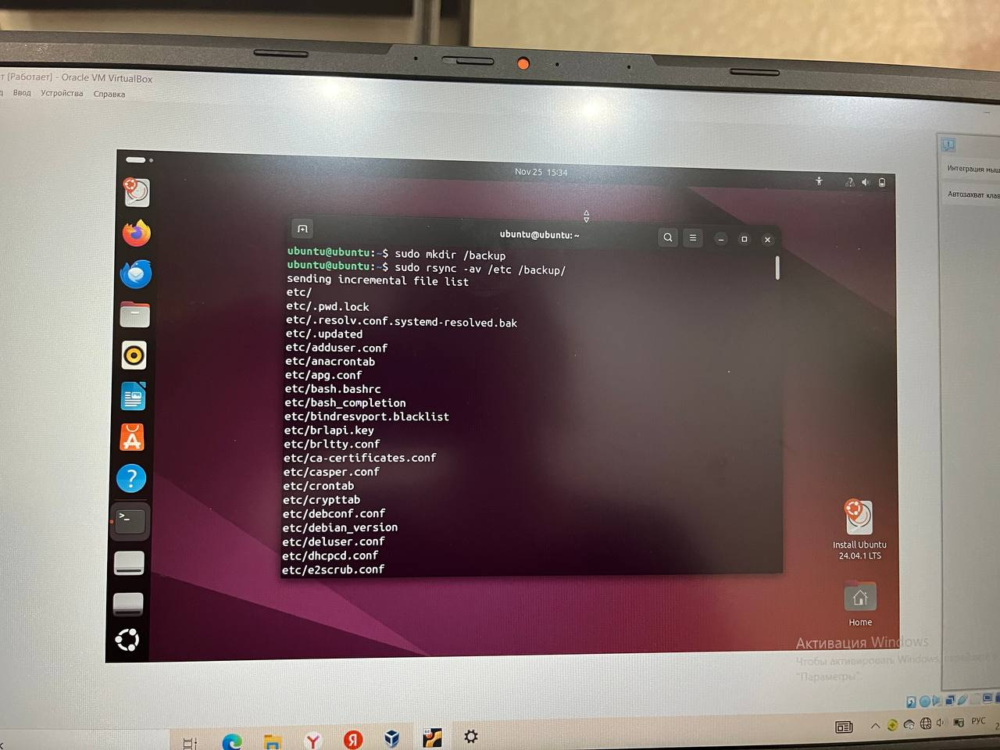 т [Работает] - Oracle VM VirtualBox
Ввод Устройства Справка
Nov 25 15:34
Интеграция мыш
Автозахват клав
ubuntu@ubuntu: ~
ubuntu@ubuntu:~$ sudo mkdir /backup
ubuntu@ubuntu:~$ sudo rsync -av /etc /backup/
sending incremental file list
etc/
etc/.pwd.lock
etc/.resolv.conf.systemd-resolved.bak
etc/.updated
etc/adduser.conf
etc/anacrontab
etc/apg.conf
etc/bash.bashrc
etc/bash_completion
etc/bindresvport.blacklist
etc/brlapi.key
etc/brltty.conf
etc/ca-certificates.conf
etc/casper.conf
etc/crontab
etc/crypttab
etc/debconf.conf
etc/debian_version
etc/deluser.conf
etc/dhcpcd.conf
etc/e2scrub.conf
Install Ubuntu
24.04.1 LTS
Home
Активация Windows
Чтобы активировать Windows,
"Параметры".
РУС